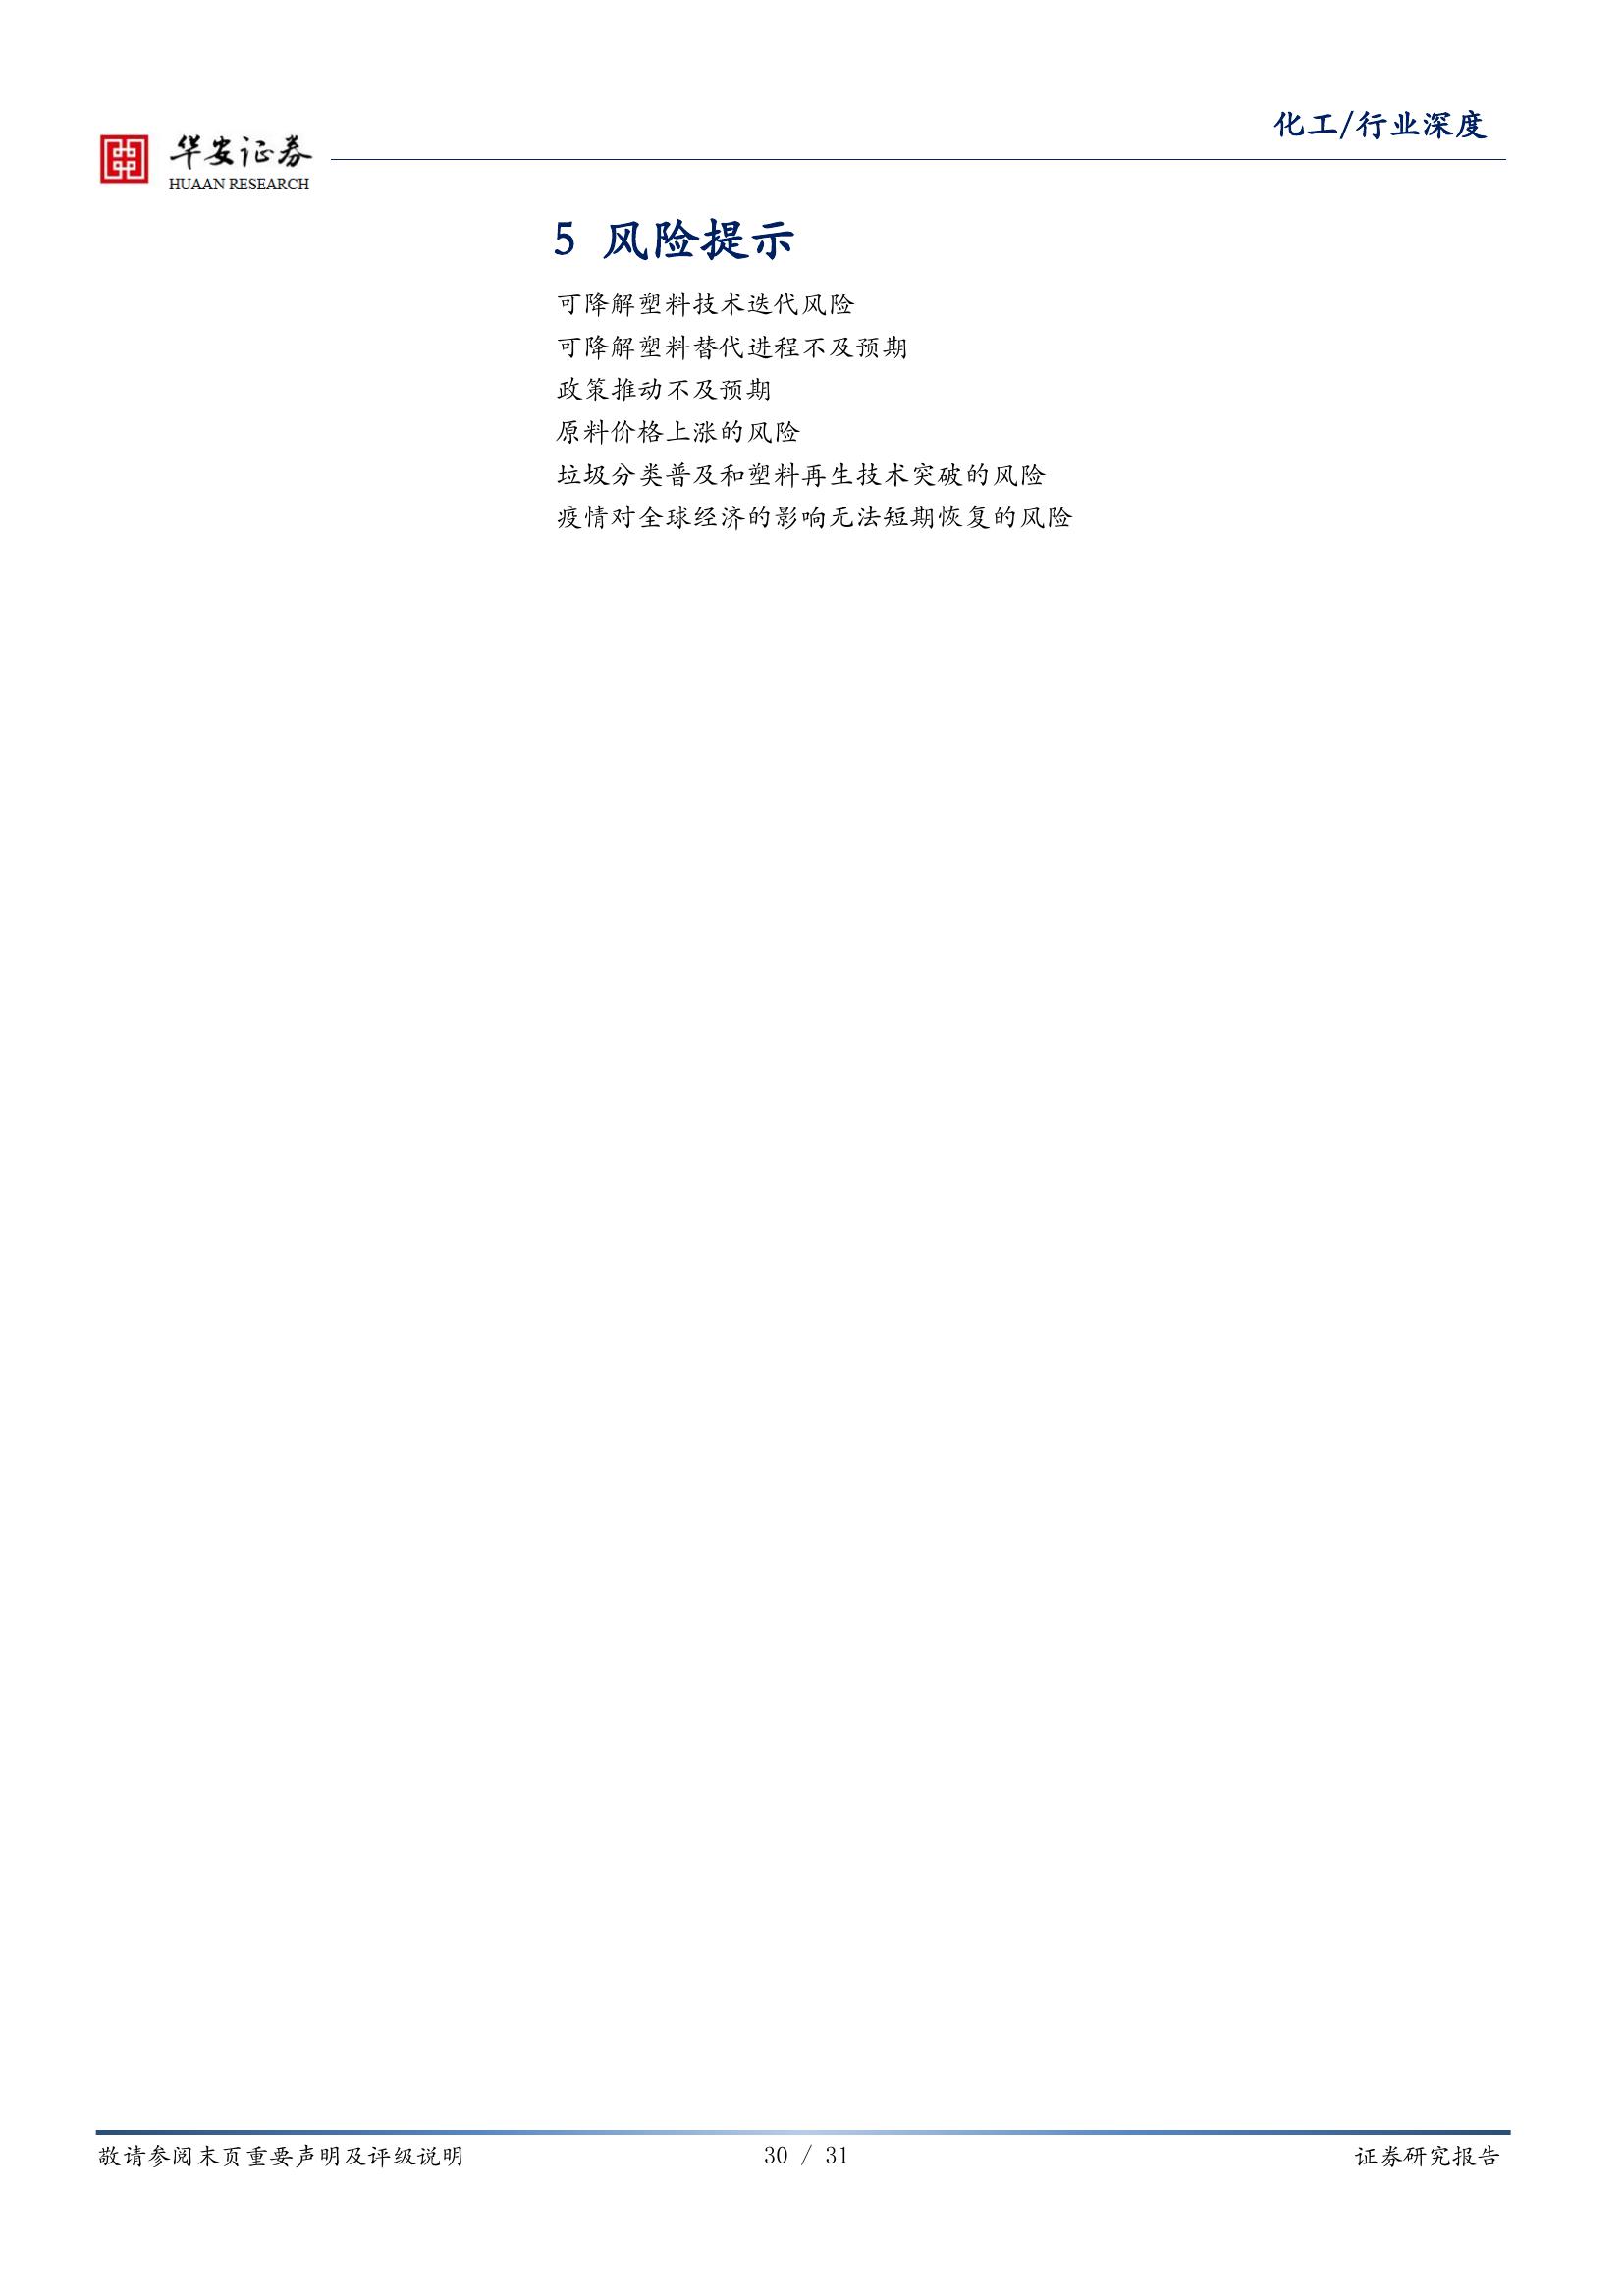 化工/行业深度
华安证券
HUAAN RESEARCH
5 风险提示
可降解塑料技术迭代风险
可降解塑料替代进程不及预期
政策推动不及预期
原料价格上涨的风险
垃圾分类普及和塑料再生技术突破的风险
疫情对全球经济的影响无法短期恢复的风险
敬请参阅末页重要声明及评级说明
30 / 31
证券研究报告